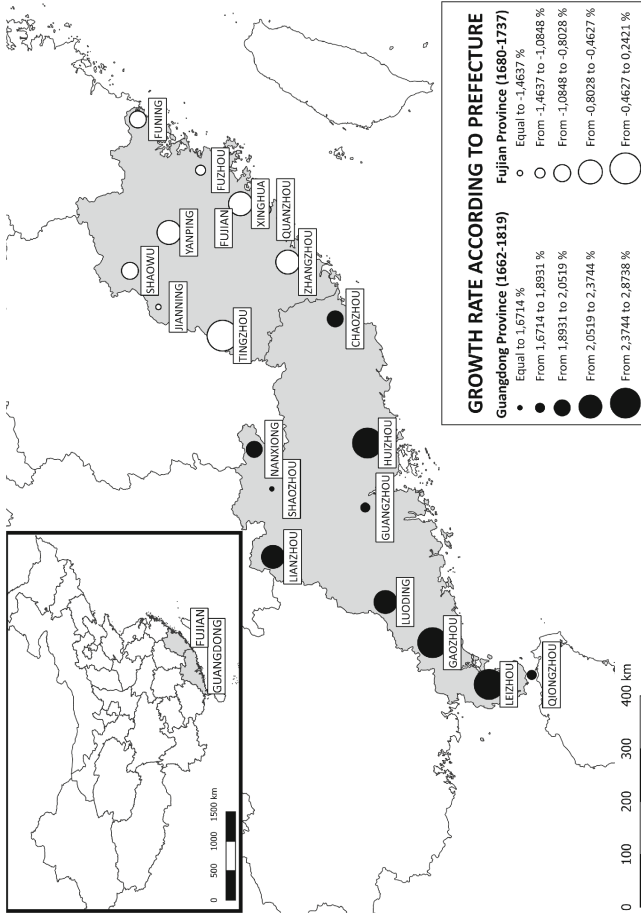 FUJIAN
GUANGDONG
0 500 1000 1500 km
FUNING
FUZHOU
SHAOWU
YANPING
FUJIAN
XINGHUA
JIANNING
QUANZHOU
ZHANGZHOU
TINGZHOU
CHAOZHOU
NANXIONG
SHAOZHOU
HUIZHOU
LIANZHOU
GUANGZHOU
LUODING
GAOZHOU
LEIZHOU
QIONGZHOU
0 100 200 300 400 km
GROWTH RATE ACCORDING TO PREFECTURE
Guangdong Province (1662-1819)
Equal to 1,6714 %
From 1,6714 to 1,8931 %
From 1,8931 to 2,0519 %
From 2,0519 to 2,3744 %
From 2,3744 to 2,8738 %
Fujian Province (1680-1737)
Equal to -1,4637 %
From -1,4637 to -1,0848 %
From -1,0848 to -0,8028 %
From -0,8028 to -0,4627 %
From -0,4627 to 0,2421 %